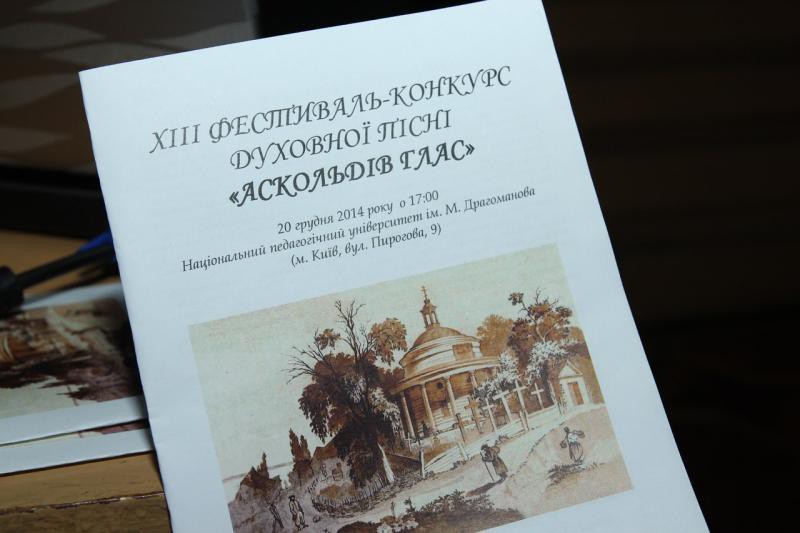 XIII ФЕСТИВАЛЬ-КОНКУРС
ДУХОВНОЇ ПІСНІ
«АСКОЛЬДІВ ГЛАС»
20 грудня 2014 року о 17:00
Національний педагогічний університет ім. М. Драгоманова
(м. Київ, вул. Пирогова, 9)